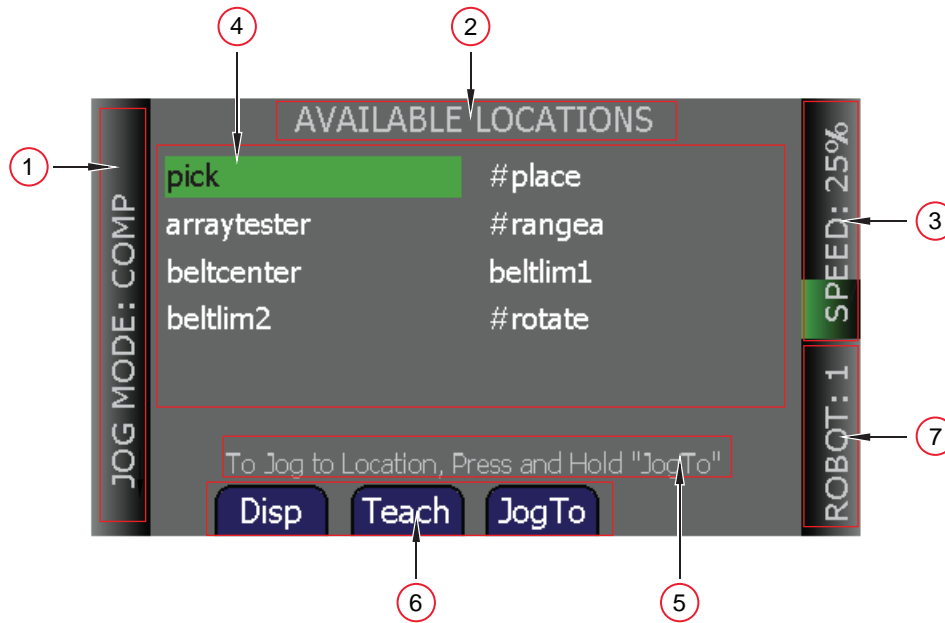 4
2
AVAILABLE LOCATIONS
1
JOG MODE: COMP
pick
#place
arraytester
#rangea
beltcenter
beltlim1
beltlim2
#rotate
SPEED: 25%
3
ROBOT: 1
7
To Jog to Location, Press and Hold "JogTo"
Disp Teach JogTo
6
5